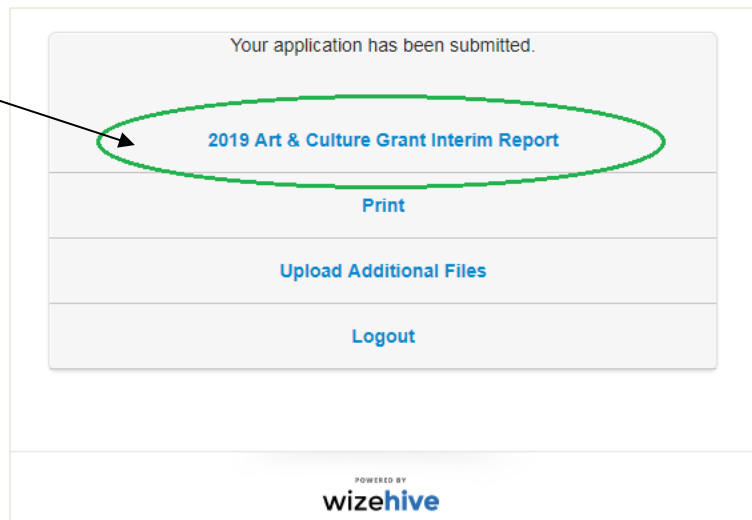 Your application has been submitted.
2019 Art & Culture Grant Interim Report
Print
Upload Additional Files
Logout
POWERED BY
wizehive